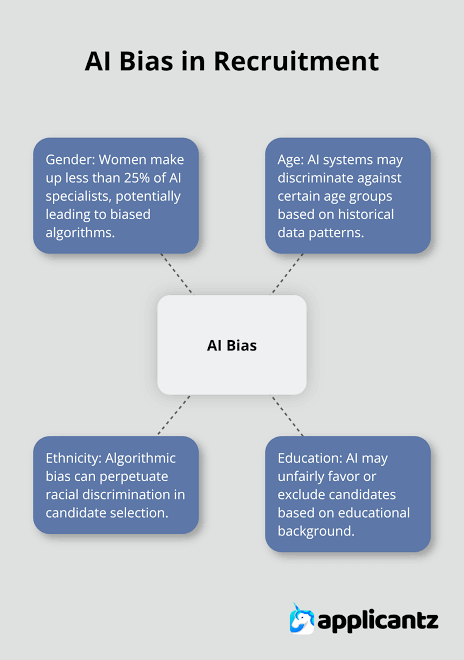 AI Bias in Recruitment
Gender: Women make
up less than 25% of AI
specialists, potentially
leading to biased
algorithms.
Age: AI systems may
discriminate against
certain age groups
based on historical
data patterns.
AI Bias
Ethnicity: Algorithmic
bias can perpetuate
racial discrimination in
candidate selection.
Education: AI may
unfairly favor or
exclude candidates
based on educational
background.
applicantz